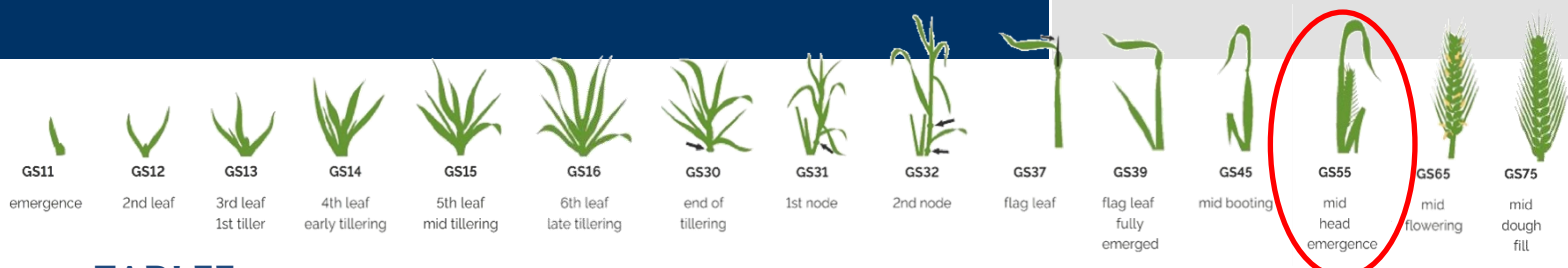 GS11 GS12 GS13 GS14 GS15 GS16 GS30 GS31 GS32 GS37 GS39 GS45 GS55 GS65 GS75
emergence 2nd leaf 3rd leaf 4th leaf 5th leaf 6th leaf end of 1st node 2nd node flag leaf flag leaf mid booting mid mid mid
1st tiller early tillering mid tillering late tillering tillering fully head flowering dough
emerged emergence fill